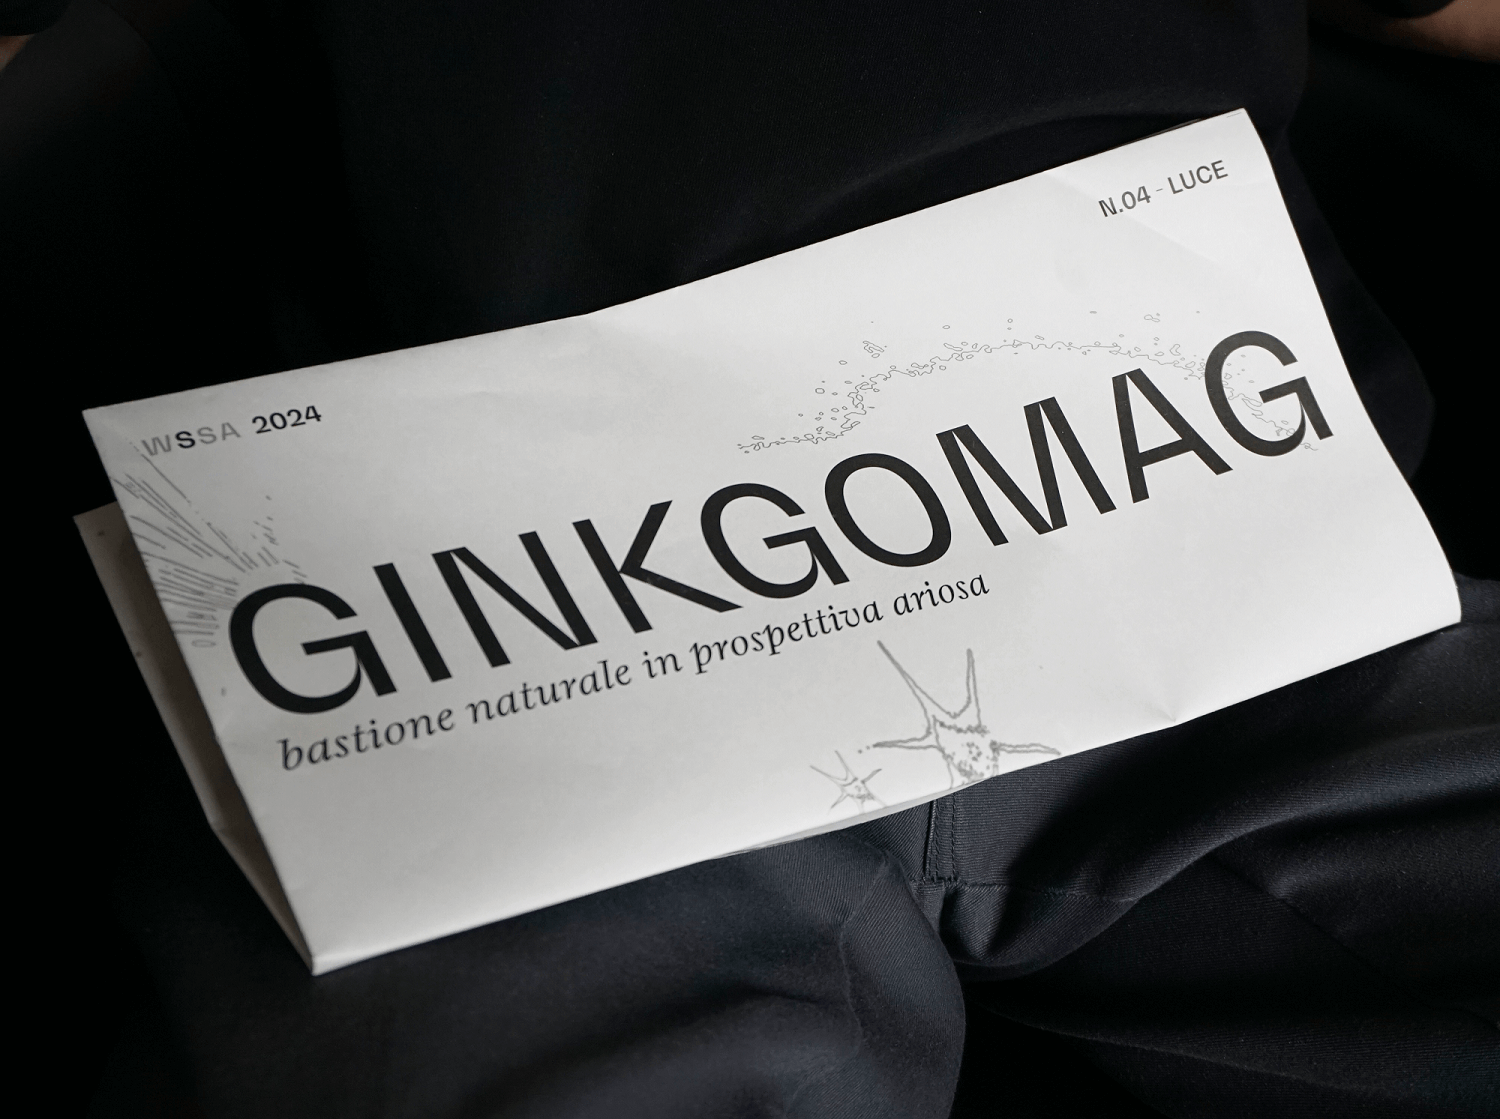 N.04 - LUCE
WSSA 2024
GINKGOMAG
bastione naturale in prospettiva ariosa